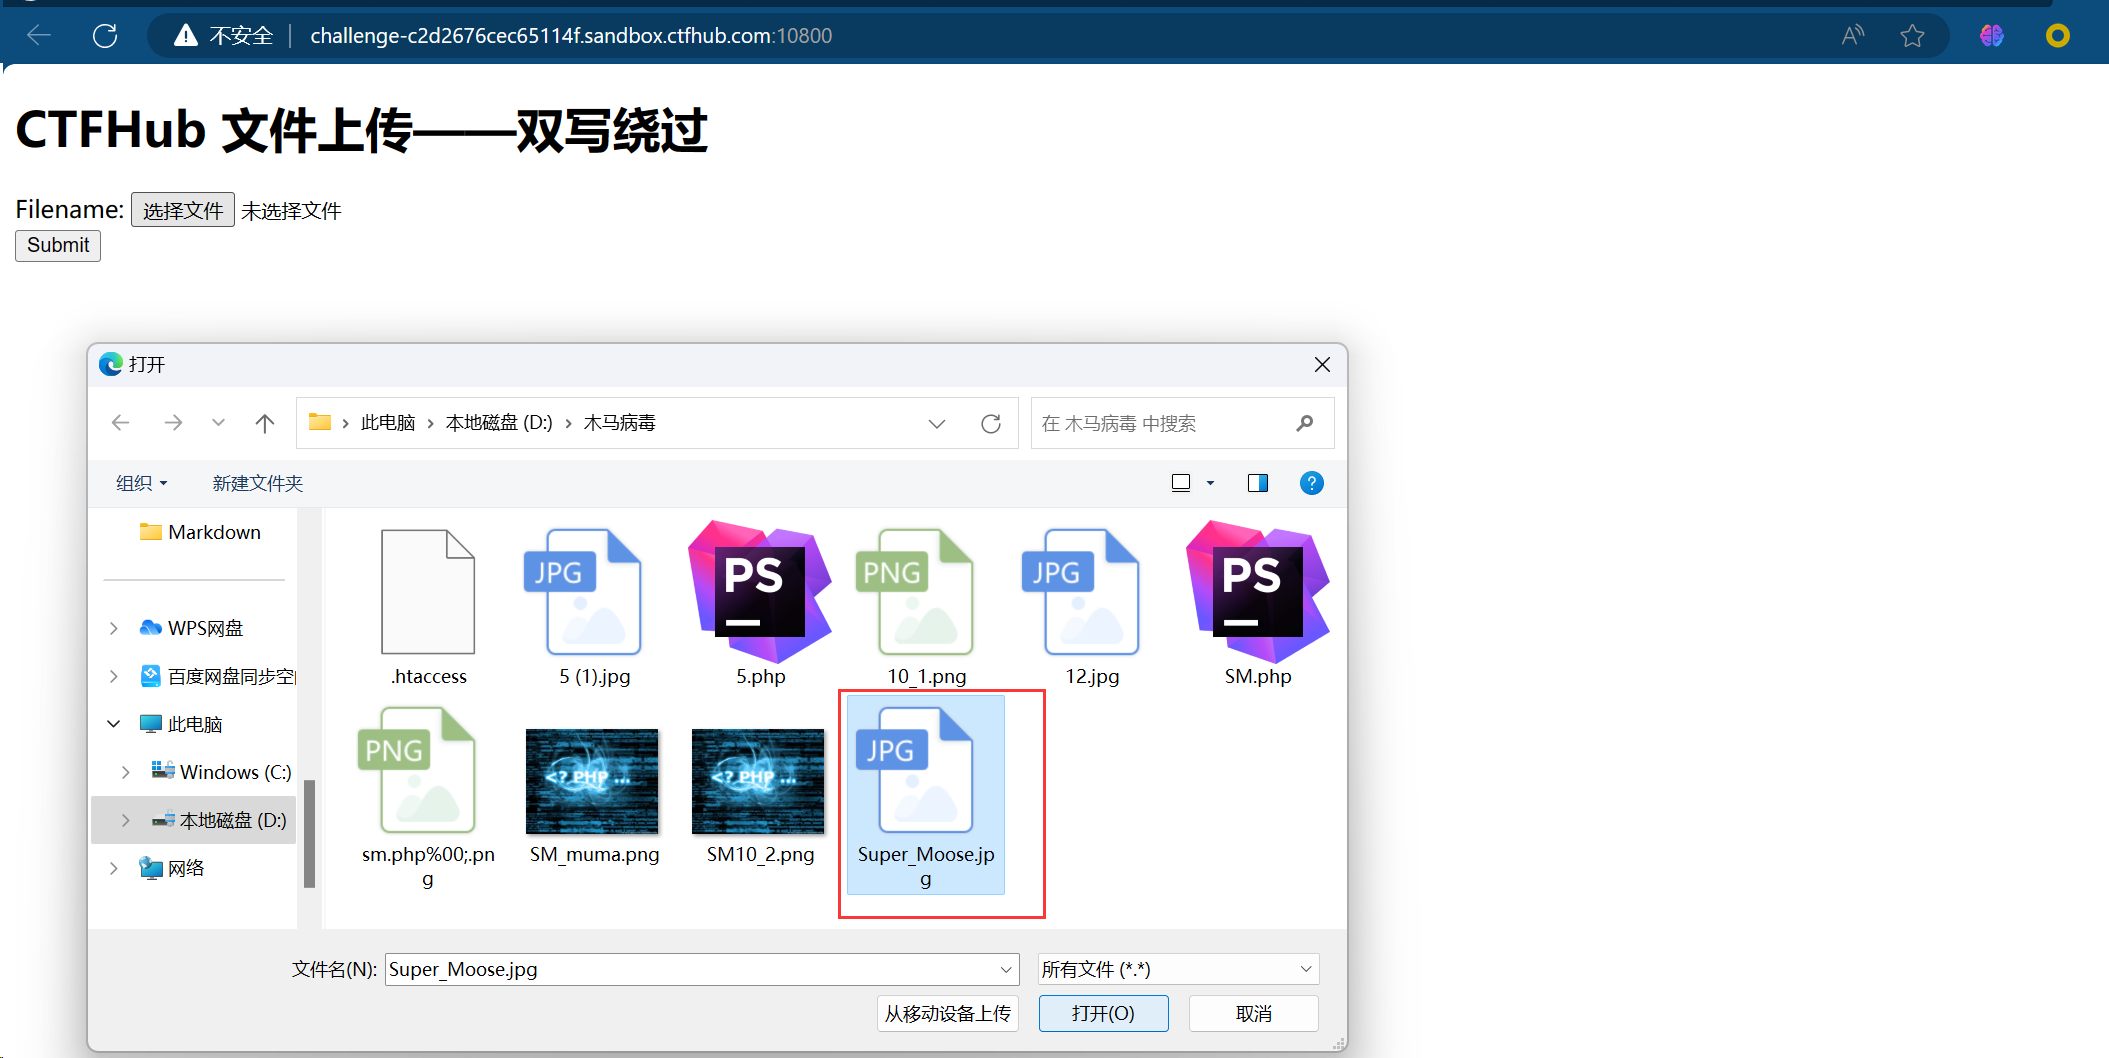 不安全 challenge-c2d2676cec65114f.sandbox.ctfhub.com:10800
CTFHub 文件上传——双写绕过
Filename: 选择文件 未选择文件
Submit
打开
此电脑 本地磁盘 (D:) 木马病毒
在 木马病毒 中搜索
组织 新建文件夹
Markdown
WPS网盘
百度网盘同步空
此电脑
Windows (C:)
本地磁盘 (D:)
网络
JPG PS PNG JPG PS
.htaccess 5 (1).jpg 5.php 10_1.png 12.jpg SM.php
PNG <? PHP ... <? PHP ... JPG
sm.php%00;.pn SM_muma.png SM10_2.png Super_Moose.jp
g g
文件名(N): Super_Moose.jpg 所有文件 (*.*)
从移动设备上传 打开(O) 取消